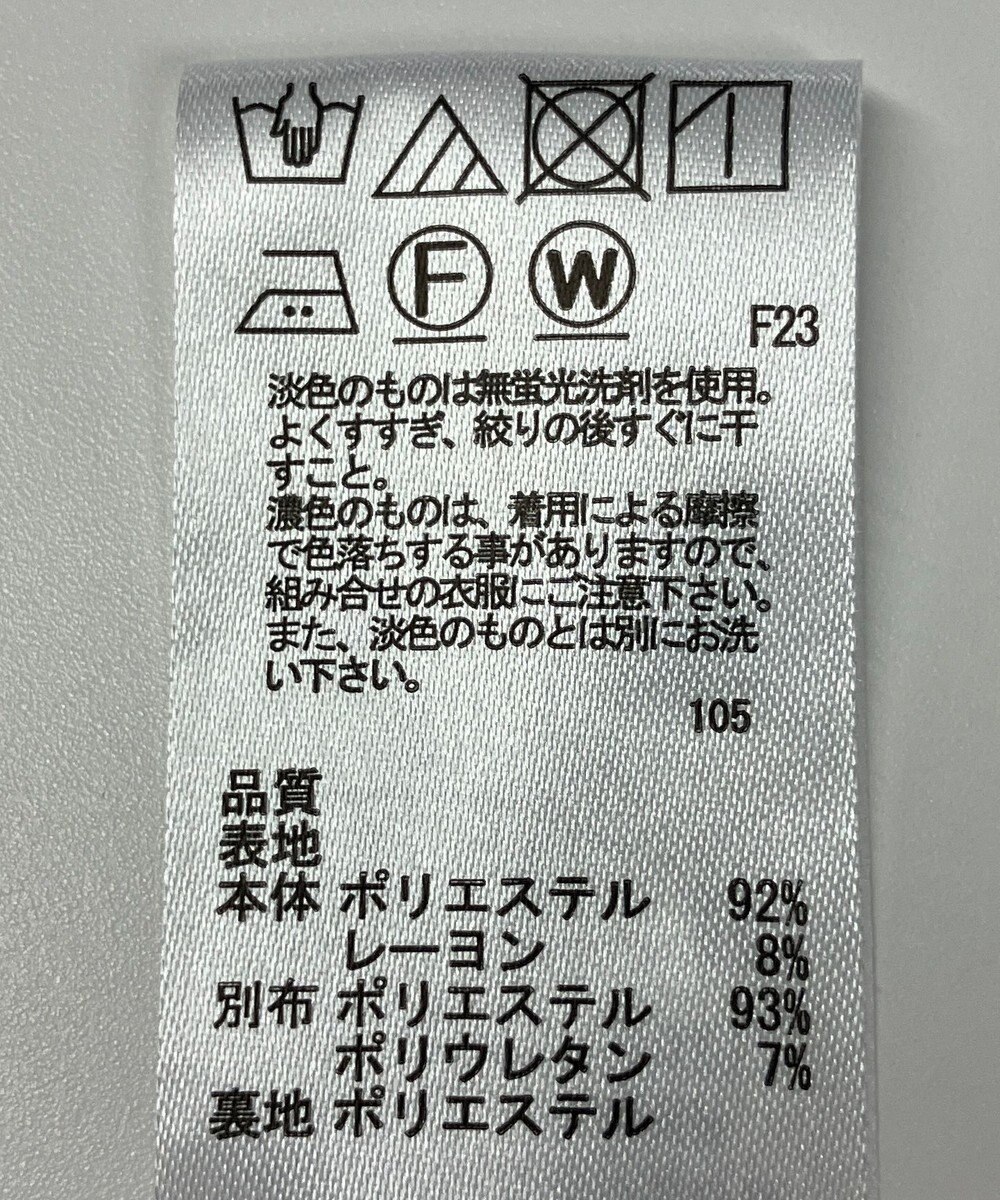 F
W
F23
淡色のものは無蛍光洗剤を使用。
よくすすぎ、絞りの後すぐに干
すこと。
濃色のものは、着用による摩擦
で色落ちする事がありますので、
組み合せの衣服にご注意下さい。
また、淡色のものとは別にお洗
い下さい。
105
品質
表地
本体 ポリエステル 92%
レーヨン 8%
別布 ポリエステル 93%
ポリウレタン 7%
裏地 ポリエステル